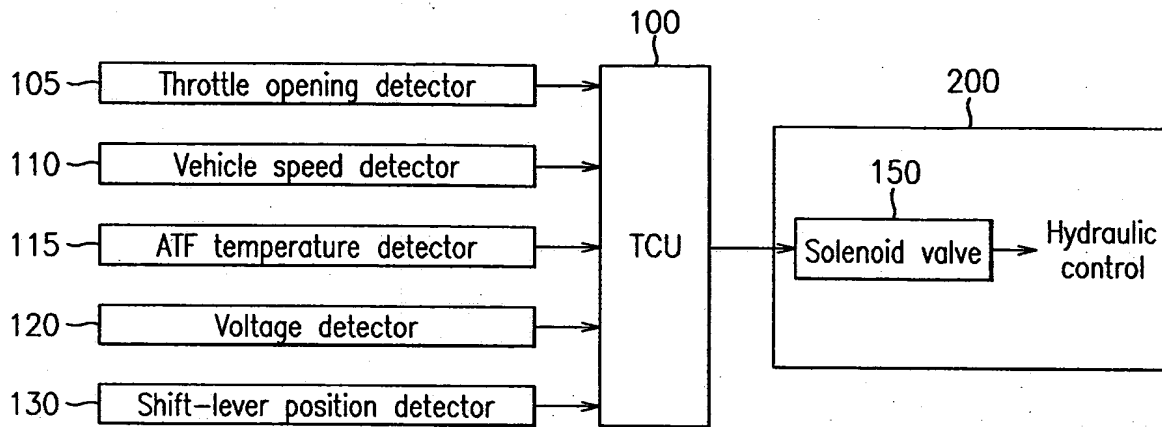 100
105 Throttle opening detector
200
110 Vehicle speed detector
150
115 ATF temperature detector
TCU
Solenoid valve
Hydraulic
control
120 Voltage detector
130 Shift-lever position detector